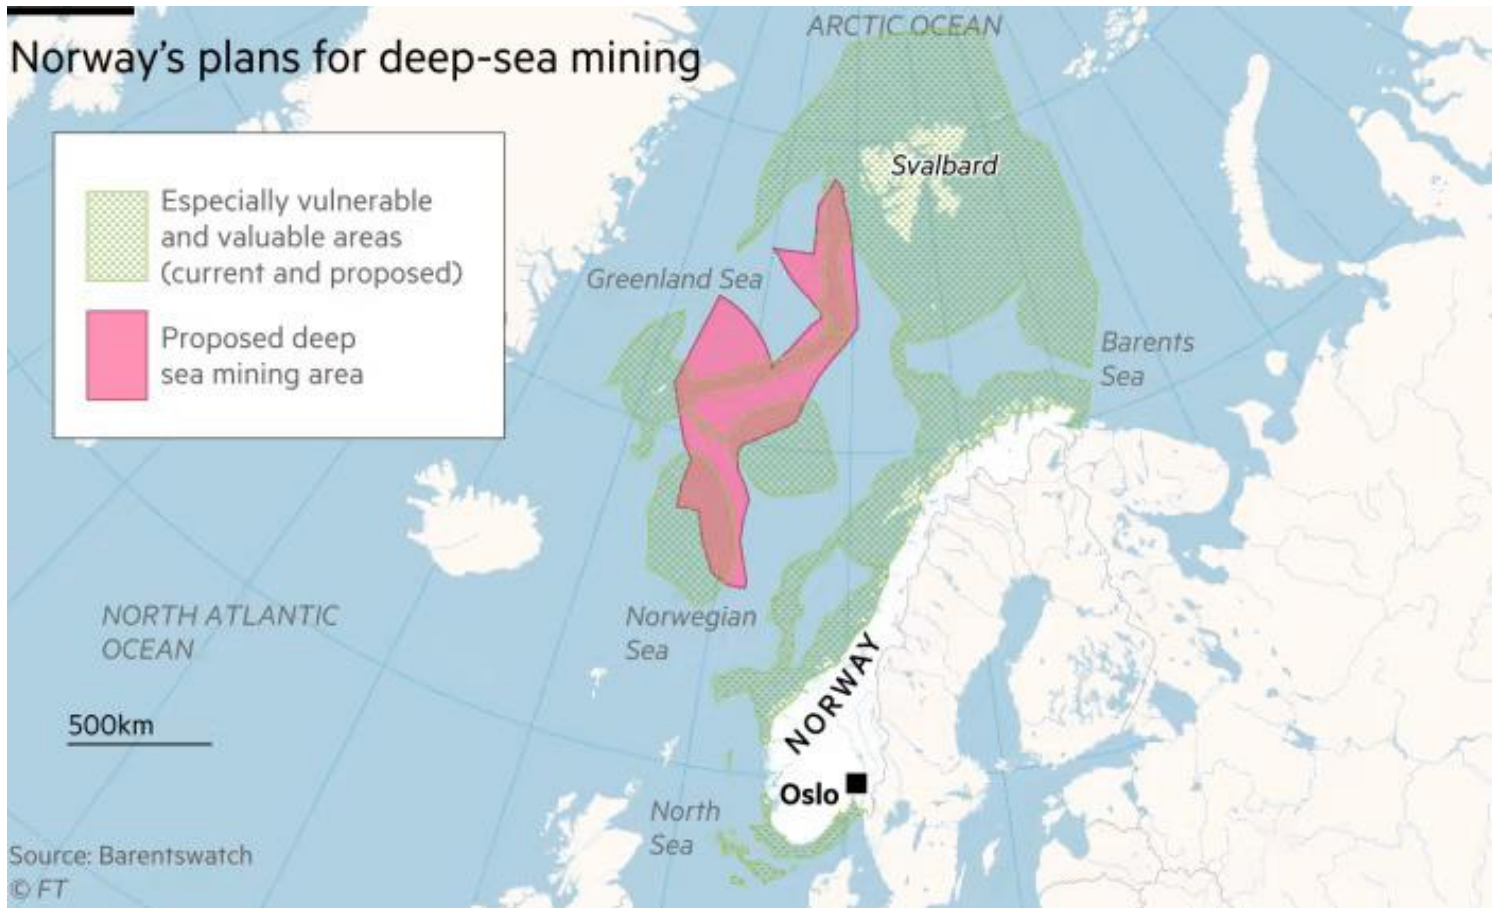 Norway's plans for deep-sea mining
Especially vulnerable
and valuable areas
(current and proposed)
Proposed deep
sea mining area
ARCTIC OCEAN
Svalbard
Greenland Sea
Barents
Sea
NORTH ATLANTIC
OCEAN
Norwegian
Sea
NORWAY
500km
Oslo
North
Sea
Source: Barentswatch
© FT